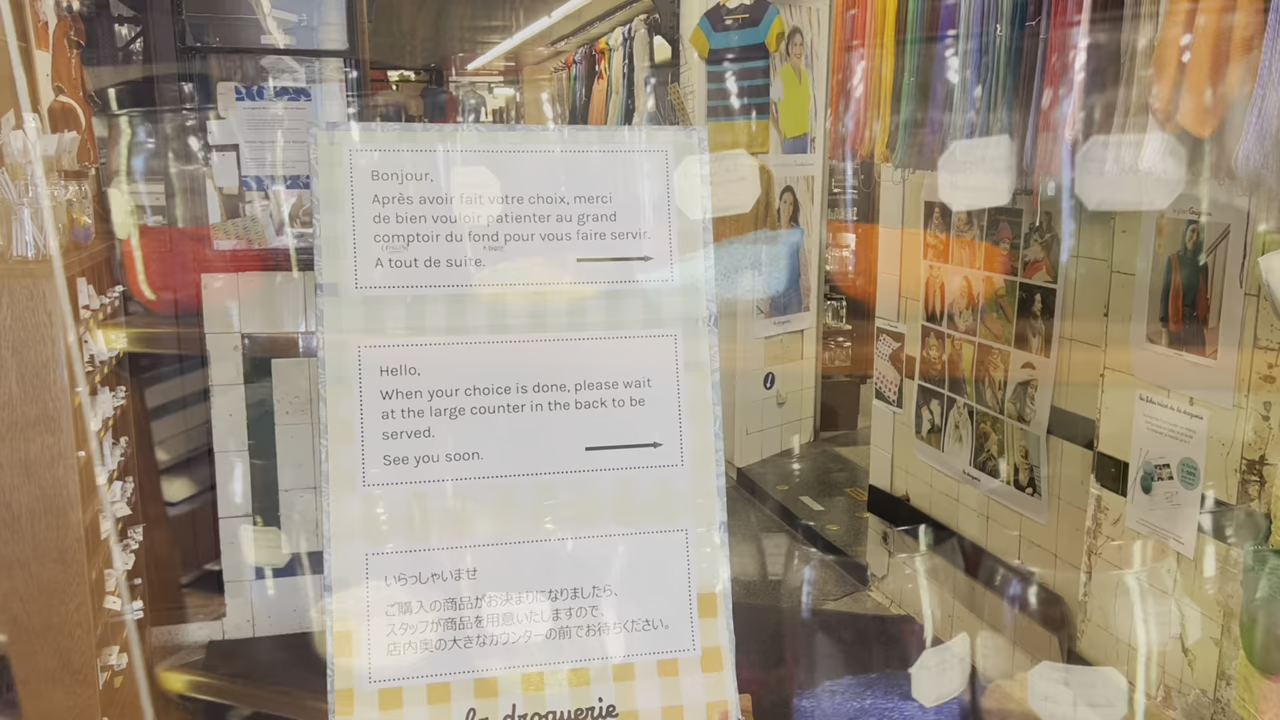 Bonjour,
Après avoir fait votre choix, merci
de bien vouloir patienter au grand
comptoir du fond pour vous faire servir.
A tout de suite.
Hello,
When your choice is done, please wait
at the large counter in the back to be
served.
See you soon.
いらっしゃいませ
ご購入の商品がお決まりになりましたら、
スタッフが商品を用意いたしますので、
店内奥の大きなカウンターの前でお待ちください。
la droguerie